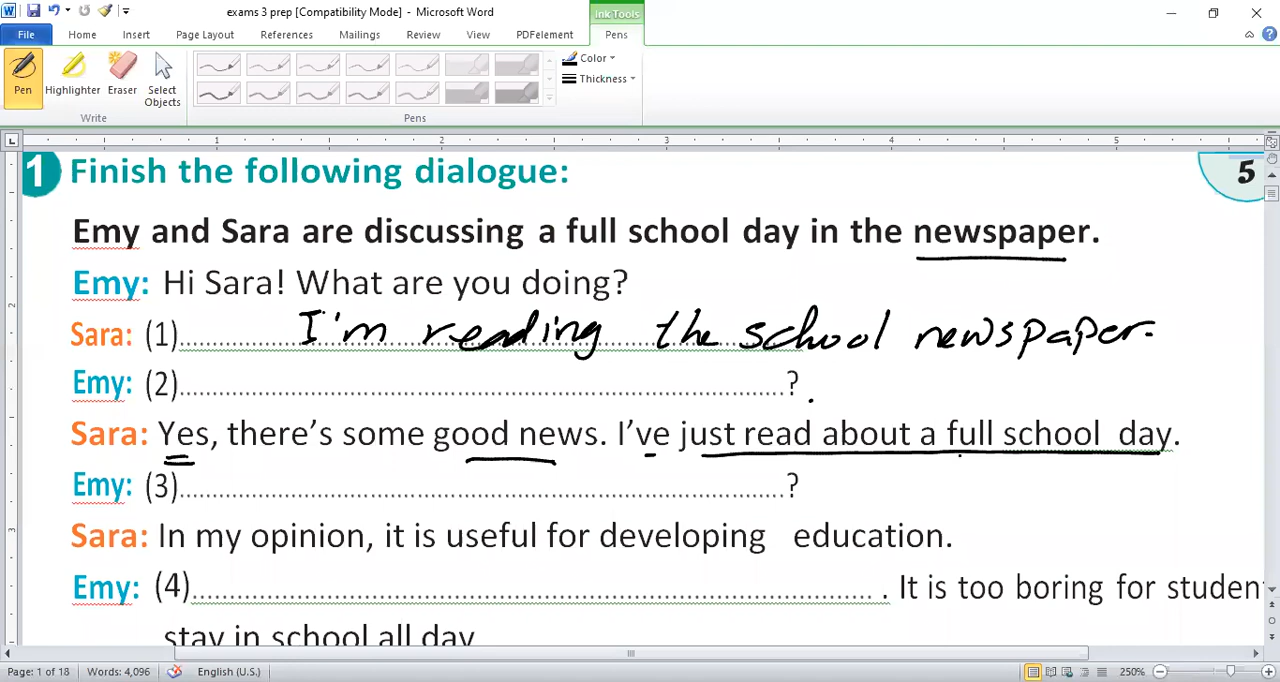 exams 3 prep [Compatibility Mode] - Microsoft Word
Ink Tools
File Home Insert Page Layout References Mailings Review View PDFelement Pens
Pen Highlighter Eraser Select Objects
Color
Thickness
Write Pens
1 2 3 4 5
1 Finish the following dialogue: 5
Emy and Sara are discussing a full school day in the newspaper.
Emy: Hi Sara! What are you doing?
Sara: (1) I'm reading the school newspaper.
Emy: (2)..........................................................................?
Sara: Yes, there's some good news. I've just read about a full school day.
Emy: (3)..........................................................................?
Sara: In my opinion, it is useful for developing education.
Emy: (4).................................................................................... . It is too boring for studen
stay in school all day
Page: 1 of 18 Words: 4,096 English (U.S.) 250%